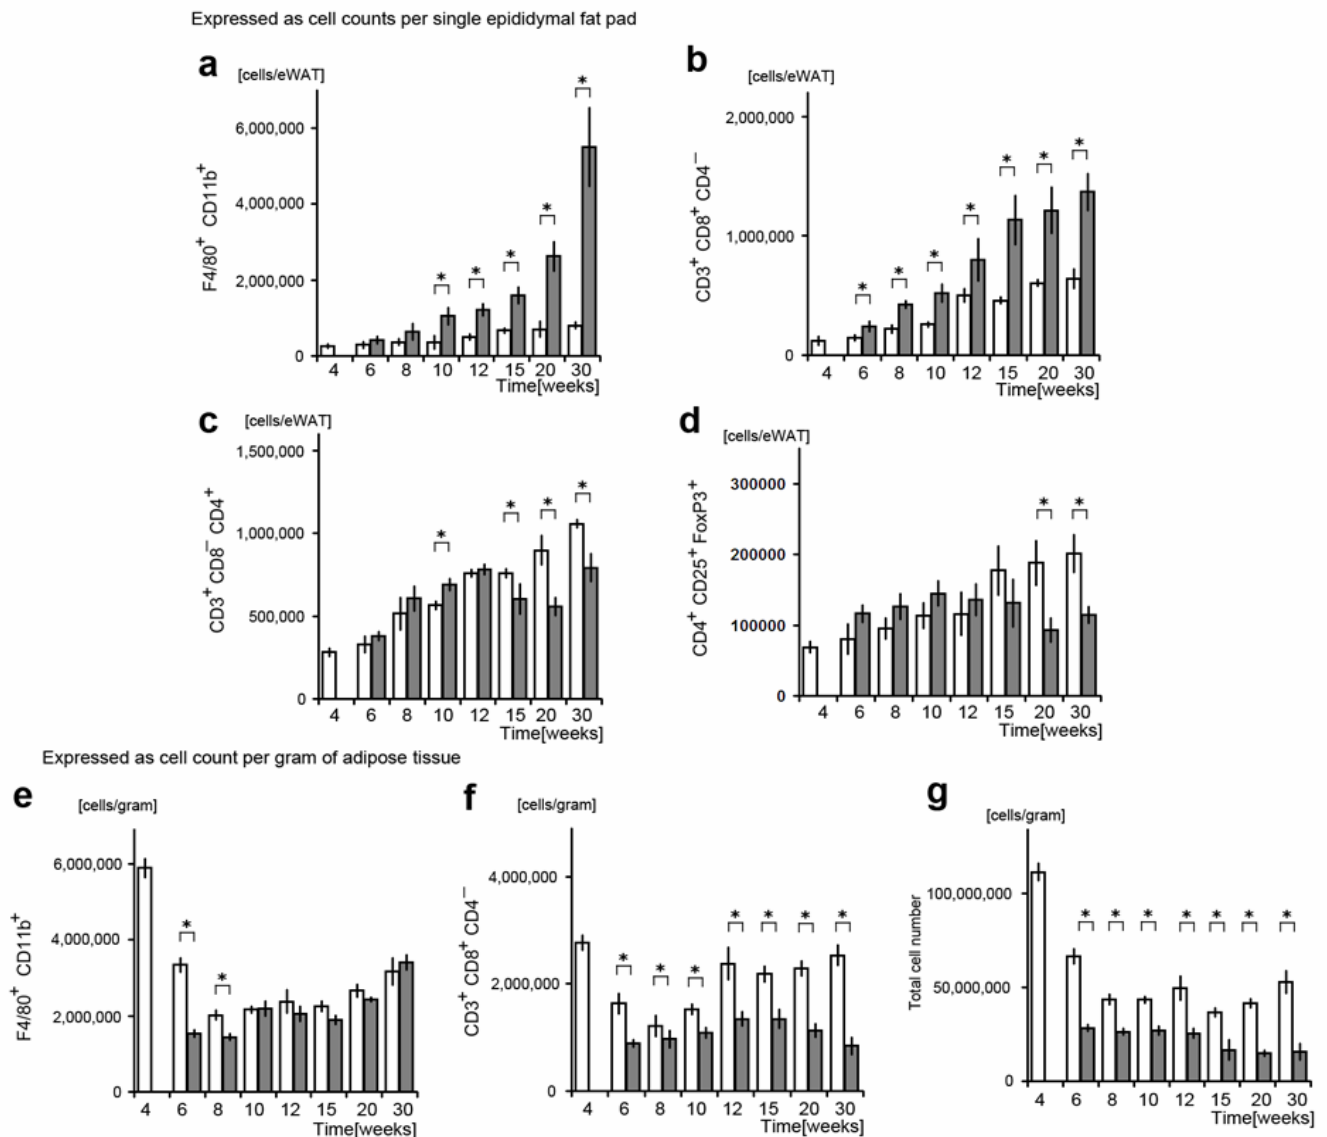 Expressed as cell counts per single epididymal fat pad
a
[cells/eWAT]
F4/80+ CD11b+
6,000,000
4,000,000
2,000,000
0
* * * * *
4 6 8 10 12 15 20 30
Time[weeks]
b
[cells/eWAT]
CD3+ CD8+ CD4−
2,000,000
1,000,000
0
* * * * * * *
4 6 8 10 12 15 20 30
Time[weeks]
c
[cells/eWAT]
CD3+ CD8− CD4+
1,500,000
1,000,000
500,000
0
* * * *
4 6 8 10 12 15 20 30
Time[weeks]
d
[cells/eWAT]
CD4+ CD25+ FoxP3+
300000
200000
100000
0
* *
4 6 8 10 12 15 20 30
Time[weeks]
Expressed as cell count per gram of adipose tissue
e
[cells/gram]
F4/80+ CD11b+
6,000,000
4,000,000
2,000,000
0
* *
4 6 8 10 12 15 20 30
Time[weeks]
f
[cells/gram]
CD3+ CD8+ CD4−
4,000,000
2,000,000
0
* * * * * * *
4 6 8 10 12 15 20 30
Time[weeks]
g
[cells/gram]
Total cell number
100,000,000
50,000,000
0
* * * * * * *
4 6 8 10 12 15 20 30
Time[weeks]